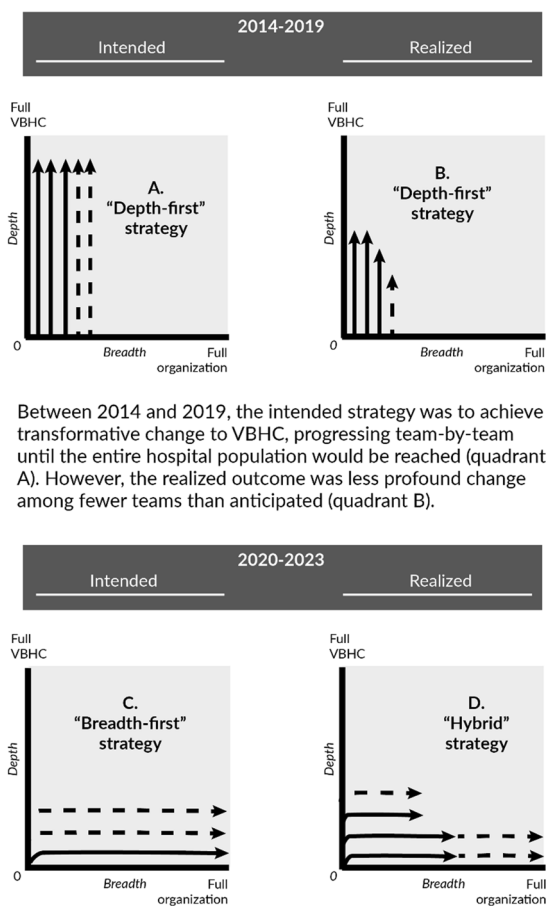 2014-2019
Intended
Realized
Full
VBHC
Depth
A.
“Depth-first”
strategy
0
Breadth
Full
organization
Full
VBHC
Depth
B.
“Depth-first”
strategy
0
Breadth
Full
organization
Between 2014 and 2019, the intended strategy was to achieve
transformative change to VBHC, progressing team-by-team
until the entire hospital population would be reached (quadrant
A). However, the realized outcome was less profound change
among fewer teams than anticipated (quadrant B).
2020-2023
Intended
Realized
Full
VBHC
Depth
C.
“Breadth-first”
strategy
0
Breadth
Full
organization
Full
VBHC
Depth
D.
“Hybrid”
strategy
0
Breadth
Full
organization